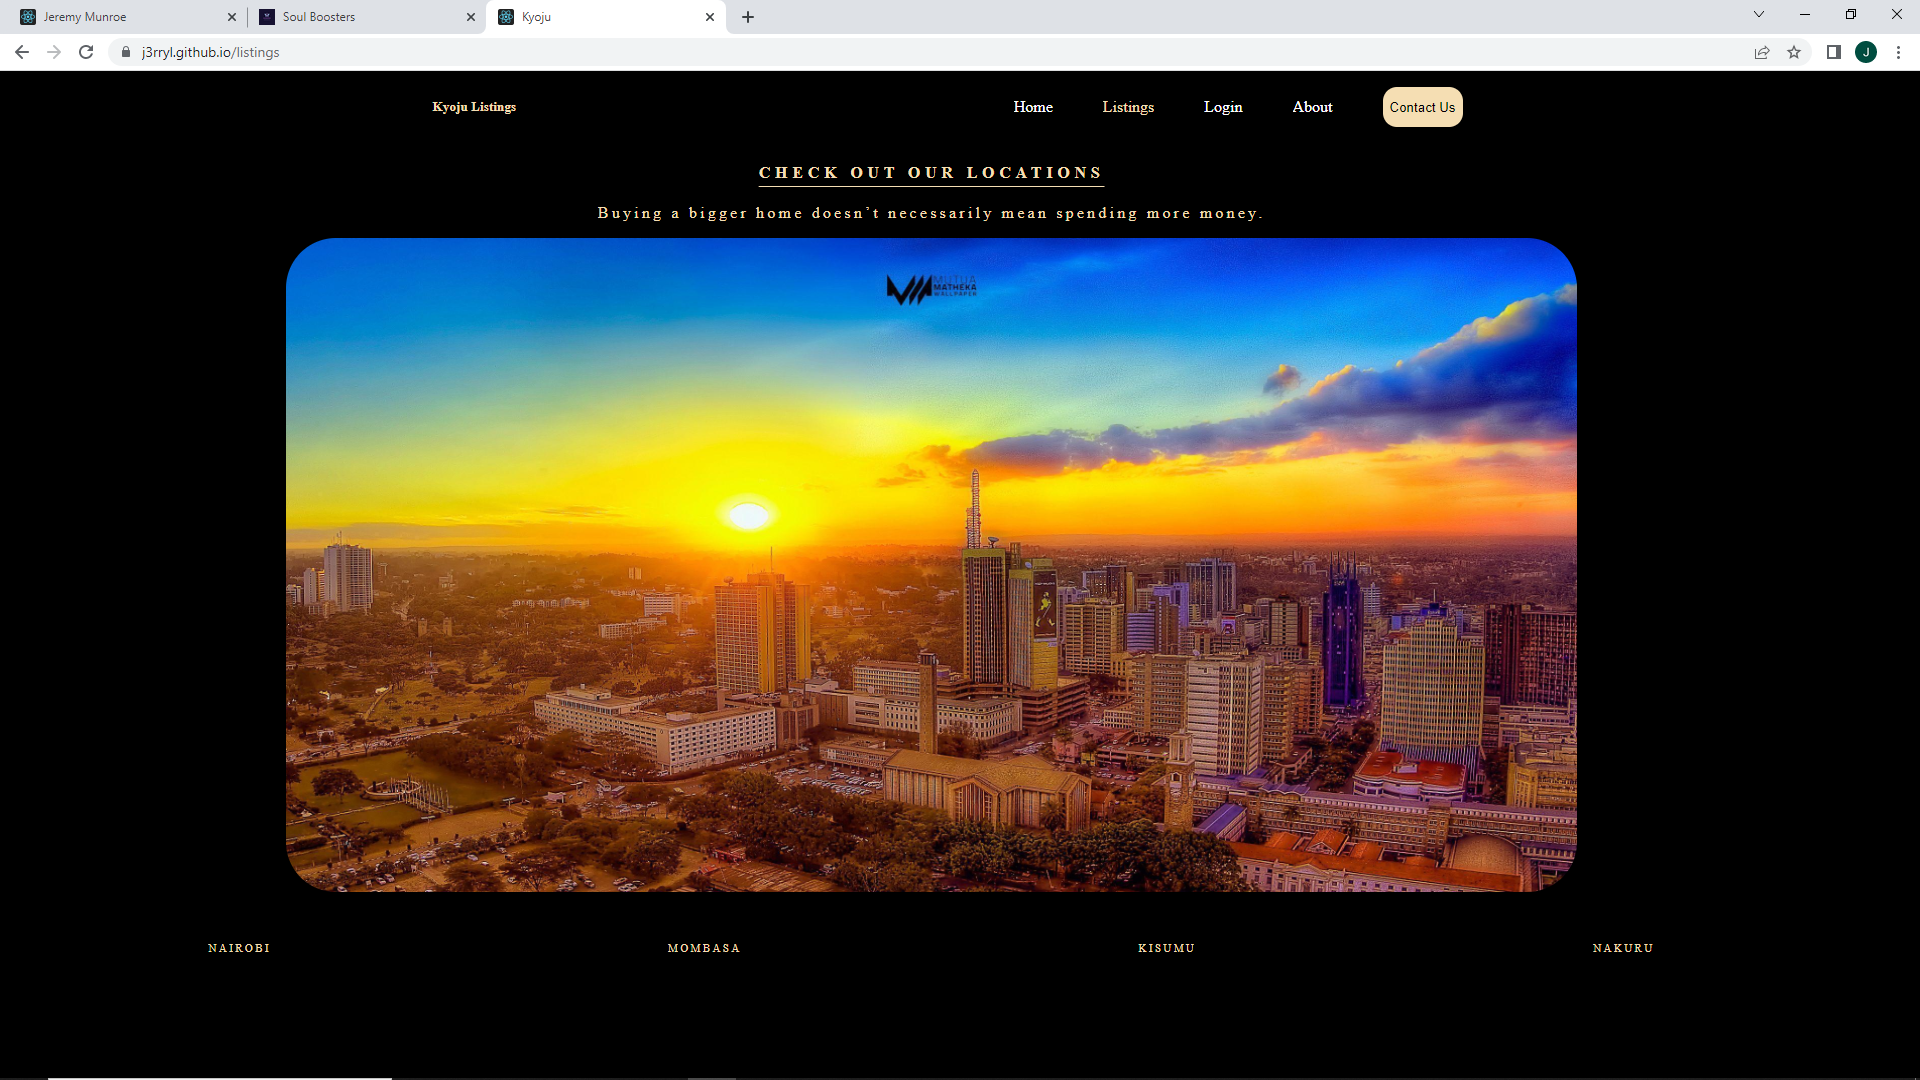 Jeremy Munroe
Soul Boosters
Kyoju
j3rryl.github.io/listings
J
Kyoju Listings
Home
Listings
Login
About
Contact Us
CHECK OUT OUR LOCATIONS
Buying a bigger home doesn’t necessarily mean spending more money.
MUTUA
MATHEKA
WALLPAPER
NAIROBI
MOMBASA
KISUMU
NAKURU